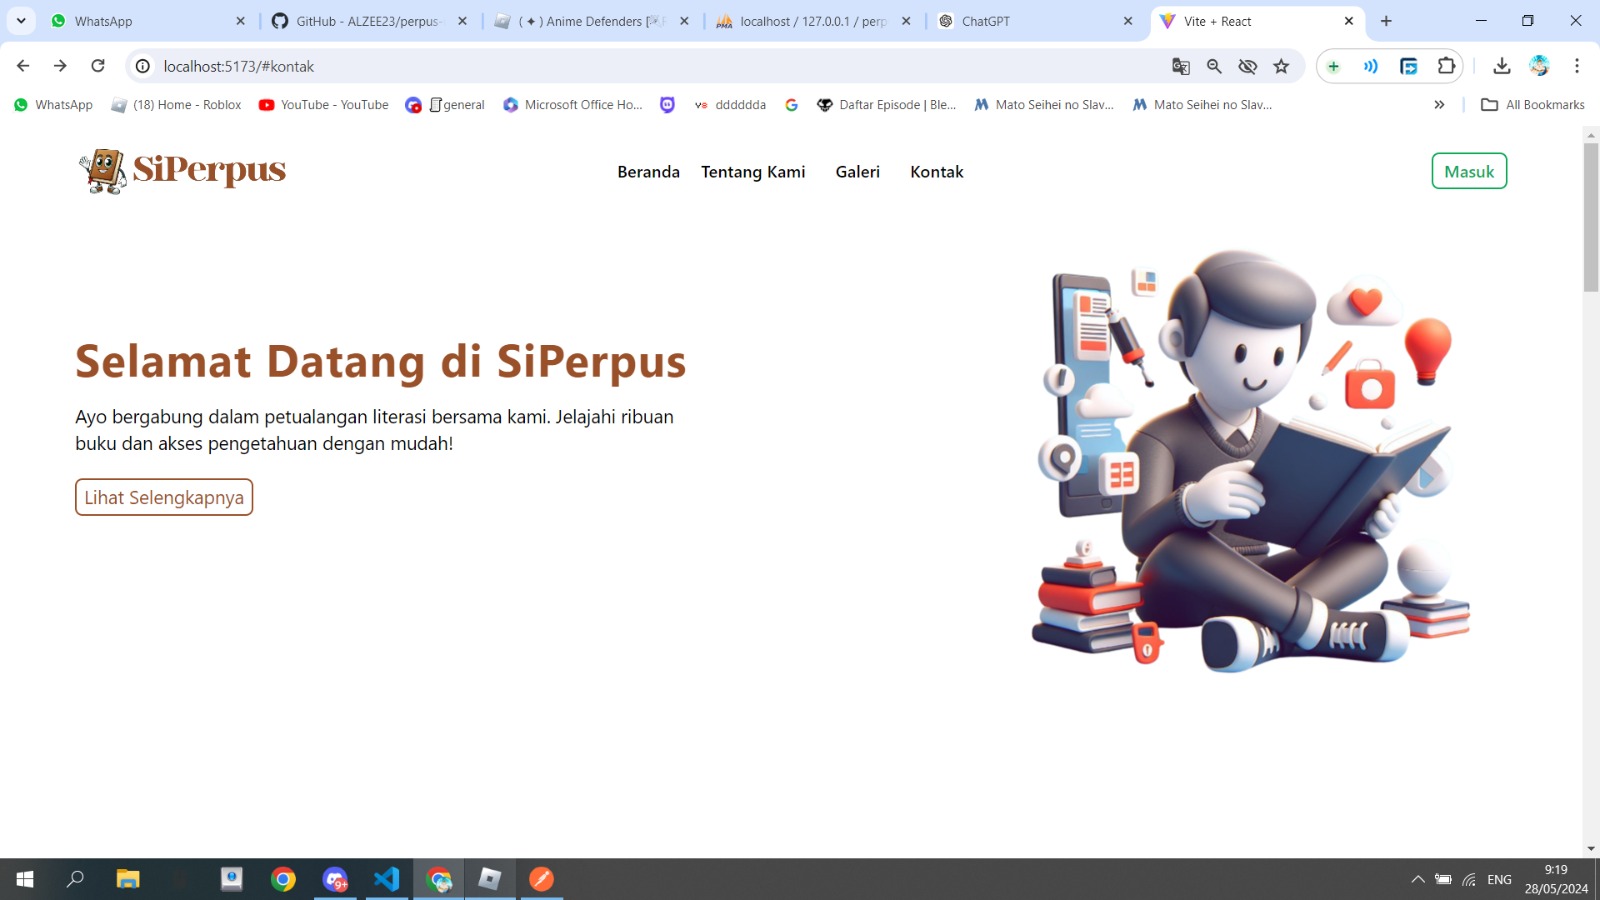 WhatsApp
GitHub - ALZEE23/perpus-
( ✦ ) Anime Defenders [
localhost / 127.0.0.1 / perp
ChatGPT
Vite + React
localhost:5173/#kontak
WhatsApp
(18) Home - Roblox
YouTube - YouTube
general
Microsoft Office Ho...
dddddda
Daftar Episode | Ble...
Mato Seihei no Slav...
Mato Seihei no Slav...
All Bookmarks
SiPerpus
Beranda
Tentang Kami
Galeri
Kontak
Masuk
Selamat Datang di SiPerpus
Ayo bergabung dalam petualangan literasi bersama kami. Jelajahi ribuan
buku dan akses pengetahuan dengan mudah!
Lihat Selengkapnya
9+
ENG
9:19
28/05/2024